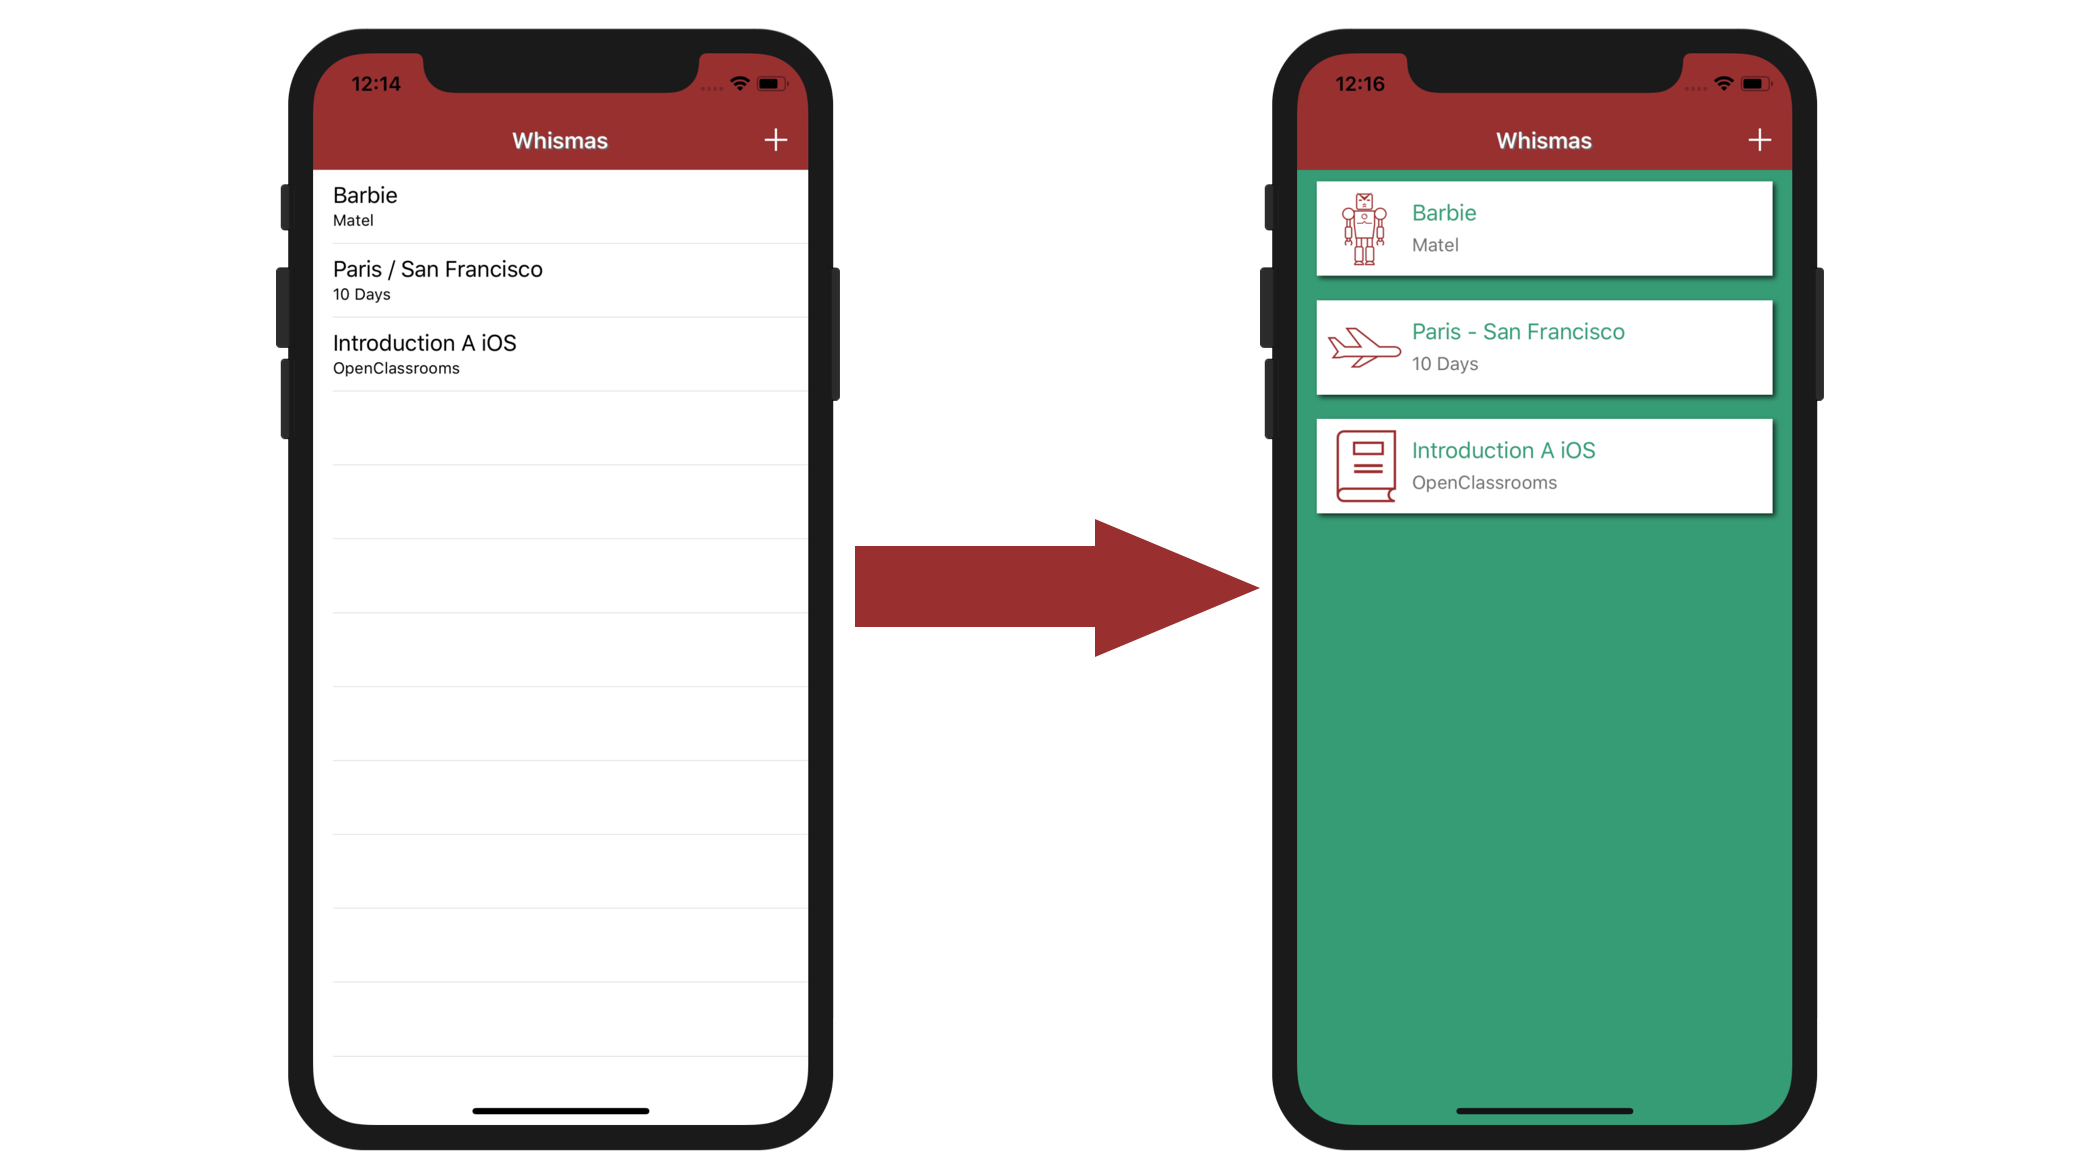 12:14
Whismas
Barbie
Matel
Paris / San Francisco
10 Days
Introduction A iOS
OpenClassrooms
12:16
Whismas
Barbie
Matel
Paris - San Francisco
10 Days
Introduction A iOS
OpenClassrooms